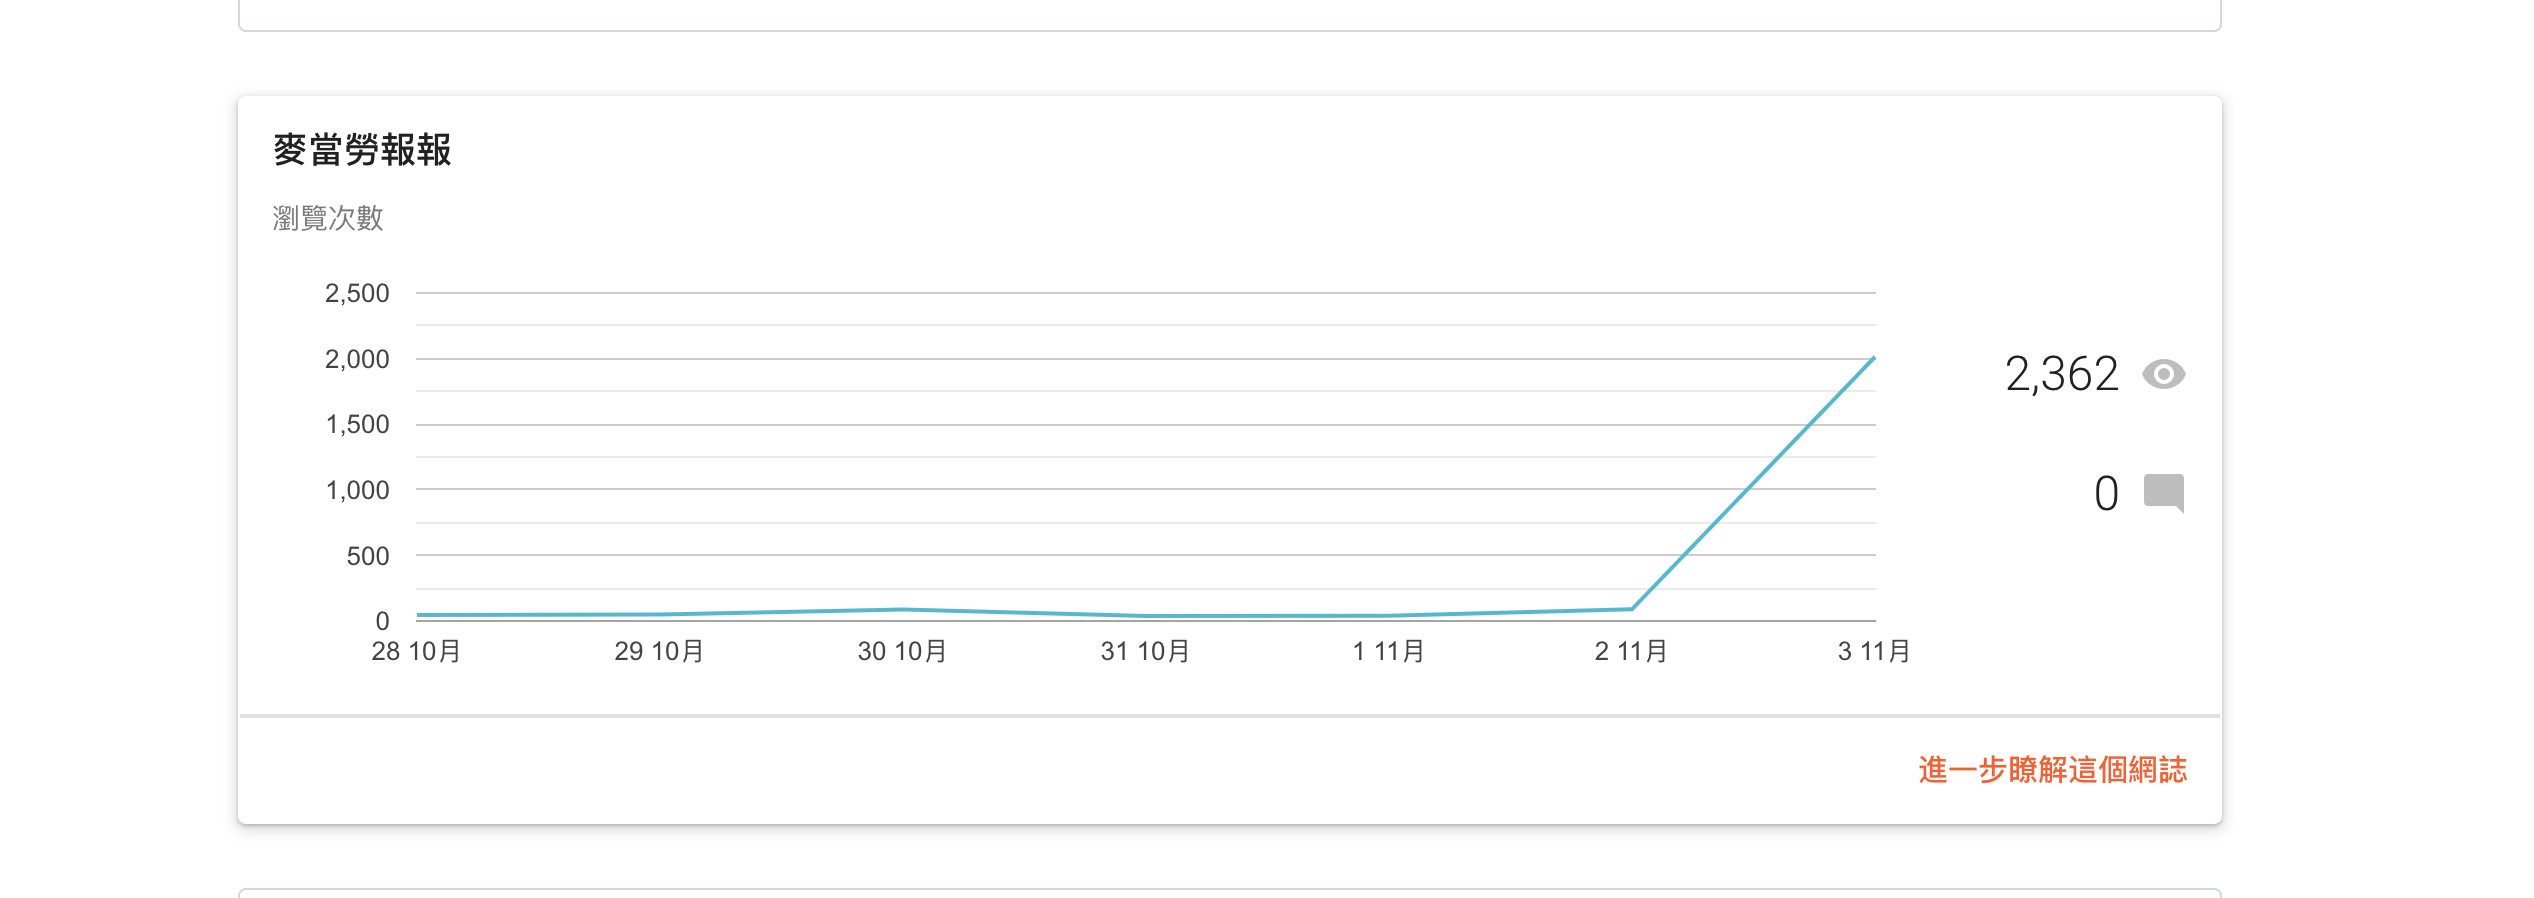 麥當勞報報
瀏覽次數
2,500
2,000
1,500
1,000
500
0
28 10月
29 10月
30 10月
31 10月
1 11月
2 11月
3 11月
2,362
0
進一步瞭解這個網誌